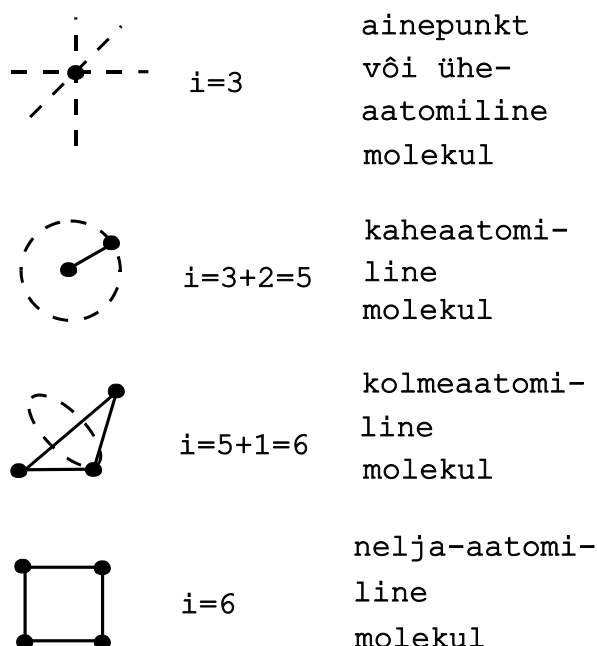 ainepunkt
i=3
vôi ühe-
aatomiline
molekul
kaheaatomi-
i=3+2=5
line
molekul
kolmeaatomi-
i=5+1=6
line
molekul
nelja-aatomi-
i=6
line
molekul